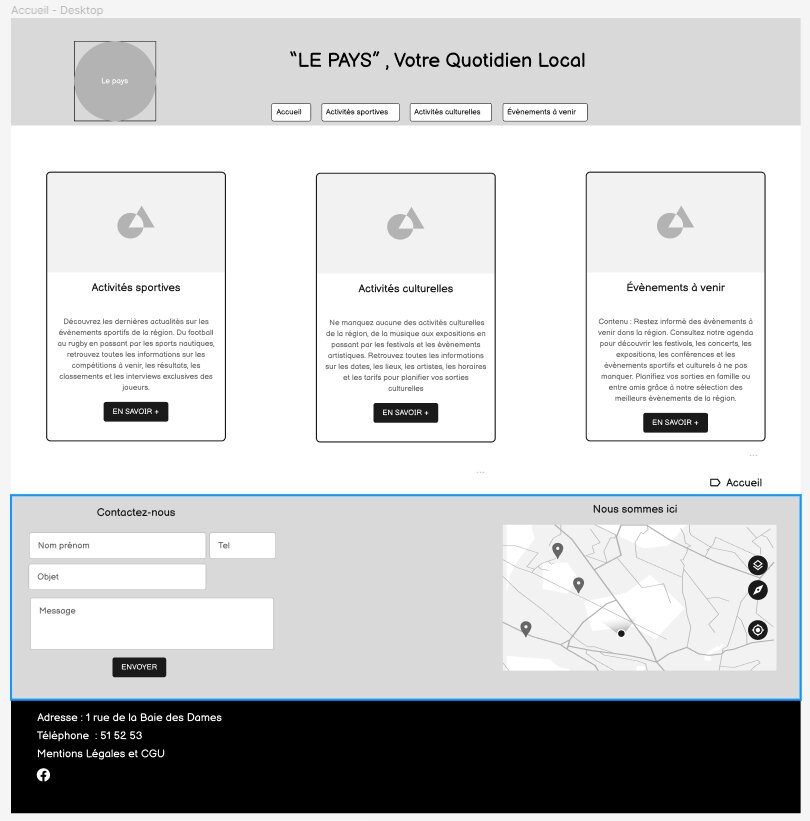 Accueil - Desktop
Le pays
“LE PAYS” , Votre Quotidien Local
Accueil
Activités sportives
Activités culturelles
Évènements à venir
Activités sportives
Découvrez les dernières actualités sur les
évènements sportifs de la région. Du football
au rugby en passant par les sports nautiques,
retrouvez toutes les informations sur les
compétitions à venir, les résultats, les
classements et les interviews exclusives des
joueurs.
EN SAVOIR +
Activités culturelles
Ne manquez aucune des activités culturelles
de la région, de la musique aux expositions en
passant par les festivals et les évènements
artistiques. Retrouvez toutes les informations
sur les dates, les lieux, les artistes, les horaires
et les tarifs pour planifier vos sorties
culturelles
EN SAVOIR +
Évènements à venir
Contenu : Restez informé des évènements à
venir dans la région. Consultez notre agenda
pour découvrir les festivals, les concerts, les
expositions, les conférences et les
évènements sportifs et culturels à ne pas
manquer. Planifiez vos sorties en famille ou
entre amis grâce à notre sélection des
meilleurs évènements de la région.
EN SAVOIR +
...
...
Accueil
Contactez-nous
Nom prénom
Tel
Objet
Message
ENVOYER
Nous sommes ici
Adresse : 1 rue de la Baie des Dames
Téléphone : 51 52 53
Mentions Légales et CGU